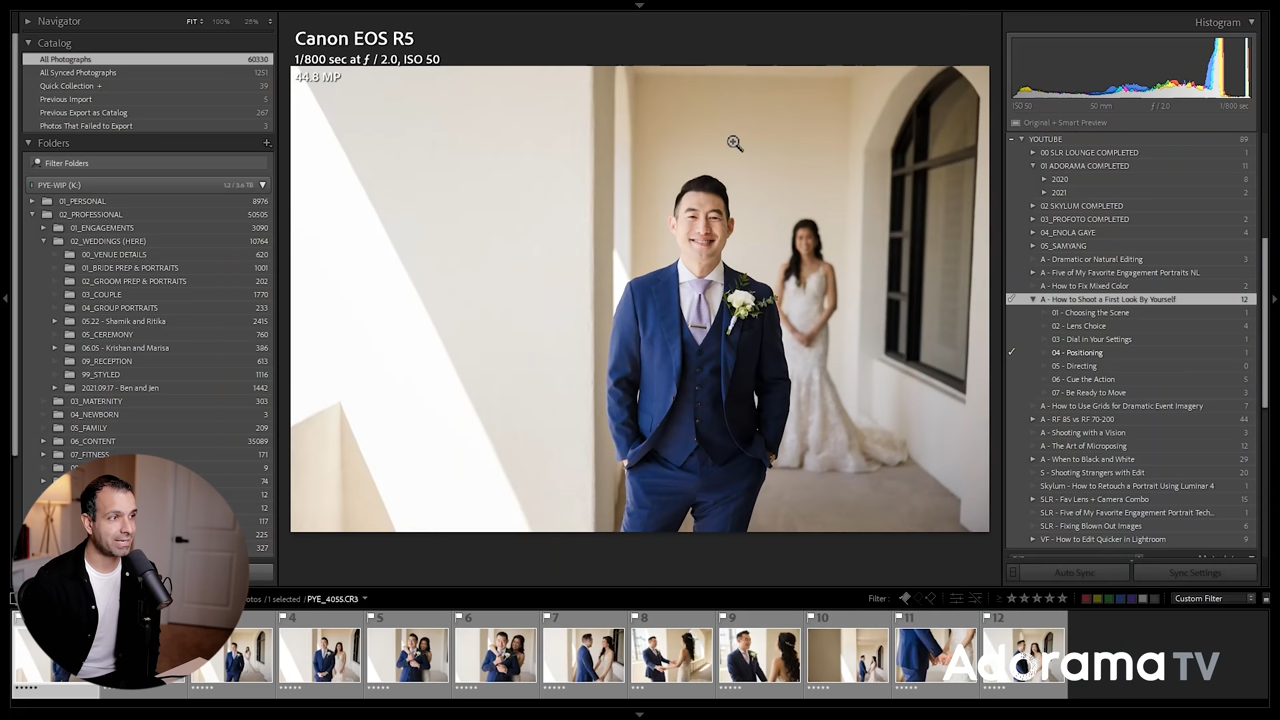 Navigator
FIT 100% 25%
Catalog
All Photographs 60330
All Synced Photographs 1251
Quick Collection + 39
Previous Import 5
Previous Export as Catalog 267
Photos That Failed to Export 3
Folders +
Filter Folders
PYE-WIP (K:) 1.2 / 3.6 TB
01_PERSONAL 8976
02_PROFESSIONAL 50505
01_ENGAGEMENTS 3090
02_WEDDINGS (HERE) 10764
00_VENUE DETAILS 620
01_BRIDE PREP & PORTRAITS 1001
02_GROOM PREP & PORTRAITS 202
03_COUPLE 1770
04_GROUP PORTRAITS 233
05.22 - Shamik and Ritika 2415
05_CEREMONY 760
06.05 - Krishan and Marisa 386
09_RECEPTION 613
99_STYLED 1116
2021.09.17 - Ben and Jen 1442
03_MATERNITY 303
04_NEWBORN 3
05_FAMILY 208
06_CONTENT 35089
07_FITNESS 171
9
74
12
12
117
225
327
Canon EOS R5
1/800 sec at ƒ / 2.0, ISO 50
44.8 MP
Histogram
ISO 50 50 mm ƒ / 2.0 1/800 sec
Original + Smart Preview
YOUTUBE 89
00 SLR LOUNGE COMPLETED 1
01 ADORAMA COMPLETED 11
2020 8
2021 2
02 SKYLUM COMPLETED
03_PROFOTO COMPLETED 2
04_ENOLA GAYE 4
05_SAMYANG
A - Dramatic or Natural Editing 3
A - Five of My Favorite Engagement Portraits NL
A - How to Fix Mixed Color 2
A - How to Shoot a First Look By Yourself 12
01 - Choosing the Scene 1
02 - Lens Choice 4
03 - Dial in Your Settings 1
04 - Positioning 1
05 - Directing 0
06 - Cue the Action 5
07 - Be Ready to Move 3
A - How to Use Grids for Dramatic Event Imagery 7
A - RF 85 vs RF 70-200 44
A - Shooting with a Vision 3
A - The Art of Microposing 2
A - When to Black and White 29
S - Shooting Strangers with Edit 20
Skylum - How to Retouch a Portrait Using Luminar 4 1
SLR - Fav Lens + Camera Combo 15
SLR - Five of My Favorite Engagement Portrait Tech... 2
SLR - Fixing Blown Out Images 6
VF - How to Edit Quicker in Lightroom 9
Auto Sync Sync Settings
otos / 1 selected / PYE_4055.CR3
Filter: Custom Filter
4 5 6 7 8 9 10 11 12
Adorama TV